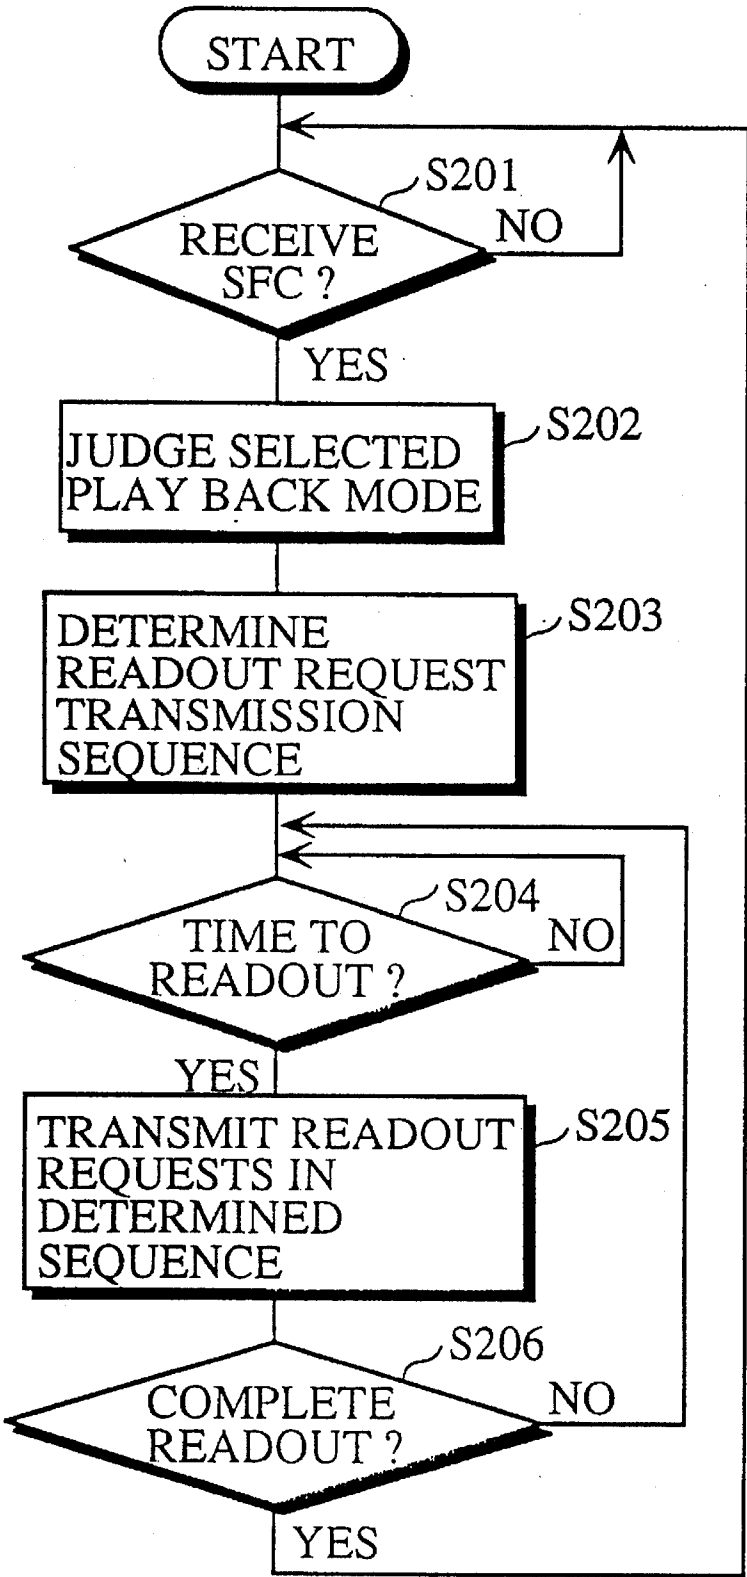 START
S201
NO
RECEIVE
SFC ?
YES
S202
JUDGE SELECTED
PLAY BACK MODE
S203
DETERMINE
READOUT REQUEST
TRANSMISSION
SEQUENCE
S204
NO
TIME TO
READOUT ?
YES
S205
TRANSMIT READOUT
REQUESTS IN
DETERMINED
SEQUENCE
S206
NO
COMPLETE
READOUT ?
YES